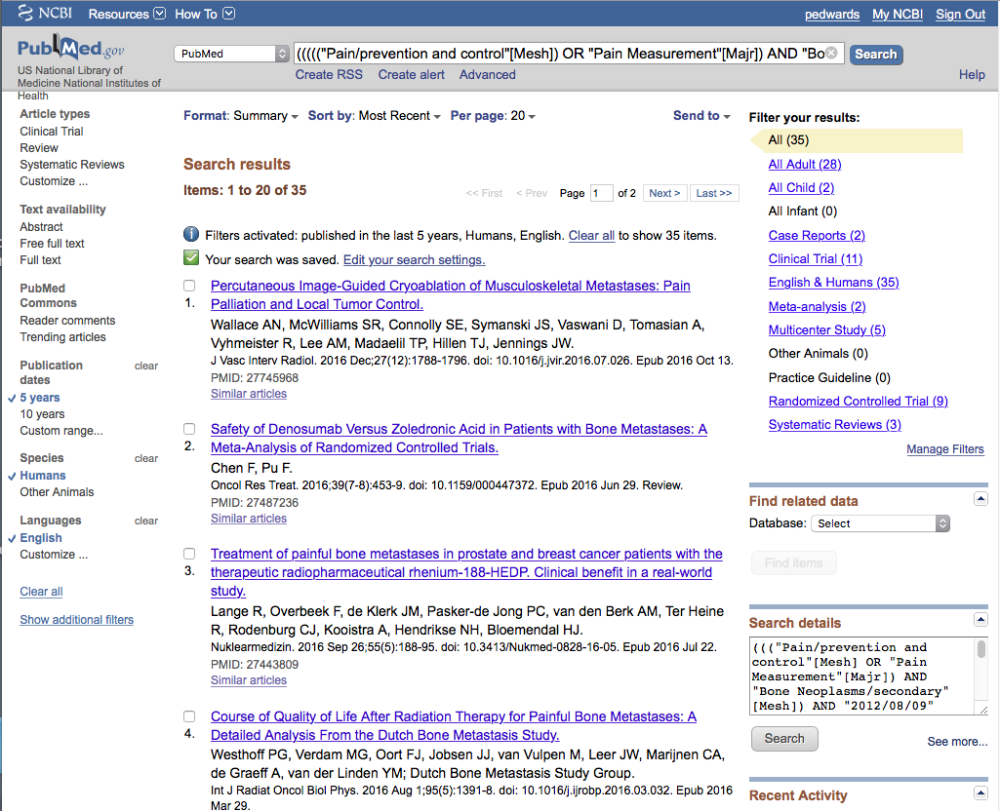 NCBI Resources How To pedwards My NCBI Sign Out
PubMed.gov
US National Library of
Medicine National Institutes of
Health
PubMed
((((("Pain/prevention and control"[Mesh]) OR "Pain Measurement"[Majr]) AND "Bo
Search
Create RSS Create alert Advanced
Help
Article types
Clinical Trial
Review
Systematic Reviews
Customize ...
Text availability
Abstract
Free full text
Full text
PubMed
Commons
Reader comments
Trending articles
Publication
dates
clear
5 years
10 years
Custom range...
Species clear
Humans
Other Animals
Languages clear
English
Customize ...
Clear all
Show additional filters
Format: Summary Sort by: Most Recent Per page: 20 Send to
Search results
Items: 1 to 20 of 35
<< First < Prev Page 1 of 2 Next > Last >>
Filters activated: published in the last 5 years, Humans, English. Clear all to show 35 items.
Your search was saved. Edit your search settings.
Percutaneous Image-Guided Cryoablation of Musculoskeletal Metastases: Pain
1. Palliation and Local Tumor Control.
Wallace AN, McWilliams SR, Connolly SE, Symanski JS, Vaswani D, Tomasian A,
Vyhmeister R, Lee AM, Madaelil TP, Hillen TJ, Jennings JW.
J Vasc Interv Radiol. 2016 Dec;27(12):1788-1796. doi: 10.1016/j.jvir.2016.07.026. Epub 2016 Oct 13.
PMID: 27745968
Similar articles
Safety of Denosumab Versus Zoledronic Acid in Patients with Bone Metastases: A
2. Meta-Analysis of Randomized Controlled Trials.
Chen F, Pu F.
Oncol Res Treat. 2016;39(7-8):453-9. doi: 10.1159/000447372. Epub 2016 Jun 29. Review.
PMID: 27487236
Similar articles
Treatment of painful bone metastases in prostate and breast cancer patients with the
3. therapeutic radiopharmaceutical rhenium-188-HEDP. Clinical benefit in a real-world
study.
Lange R, Overbeek F, de Klerk JM, Pasker-de Jong PC, van den Berk AM, Ter Heine
R, Rodenburg CJ, Kooistra A, Hendrikse NH, Bloemendal HJ.
Nuklearmedizin. 2016 Sep 26;55(5):188-95. doi: 10.3413/Nukmed-0828-16-05. Epub 2016 Jul 22.
PMID: 27443809
Similar articles
Course of Quality of Life After Radiation Therapy for Painful Bone Metastases: A
4. Detailed Analysis From the Dutch Bone Metastasis Study.
Westhoff PG, Verdam MG, Oort FJ, Jobsen JJ, van Vulpen M, Leer JW, Marijnen CA,
de Graeff A, van der Linden YM; Dutch Bone Metastasis Study Group.
Int J Radiat Oncol Biol Phys. 2016 Aug 1;95(5):1391-8. doi: 10.1016/j.ijrobp.2016.03.032. Epub 2016
Mar 29.
Filter your results:
All (35)
All Adult (28)
All Child (2)
All Infant (0)
Case Reports (2)
Clinical Trial (11)
English & Humans (35)
Meta-analysis (2)
Multicenter Study (5)
Other Animals (0)
Practice Guideline (0)
Randomized Controlled Trial (9)
Systematic Reviews (3)
Manage Filters
Find related data
Database: Select
Find items
Search details
((("Pain/prevention and
control"[Mesh] OR "Pain
Measurement"[Majr]) AND
"Bone Neoplasms/secondary"
[Mesh]) AND "2012/08/09"
Search
See more...
Recent Activity